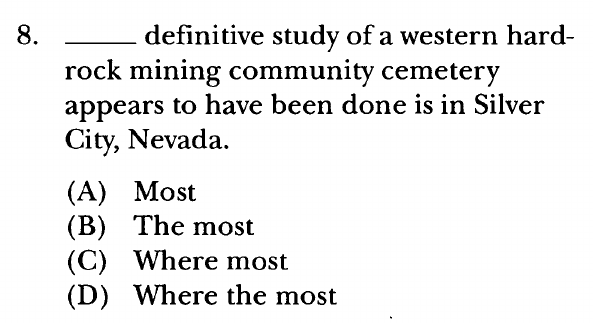 8. _____ definitive study of a western hard-
rock mining community cemetery
appears to have been done is in Silver
City, Nevada.
(A) Most
(B) The most
(C) Where most
(D) Where the most